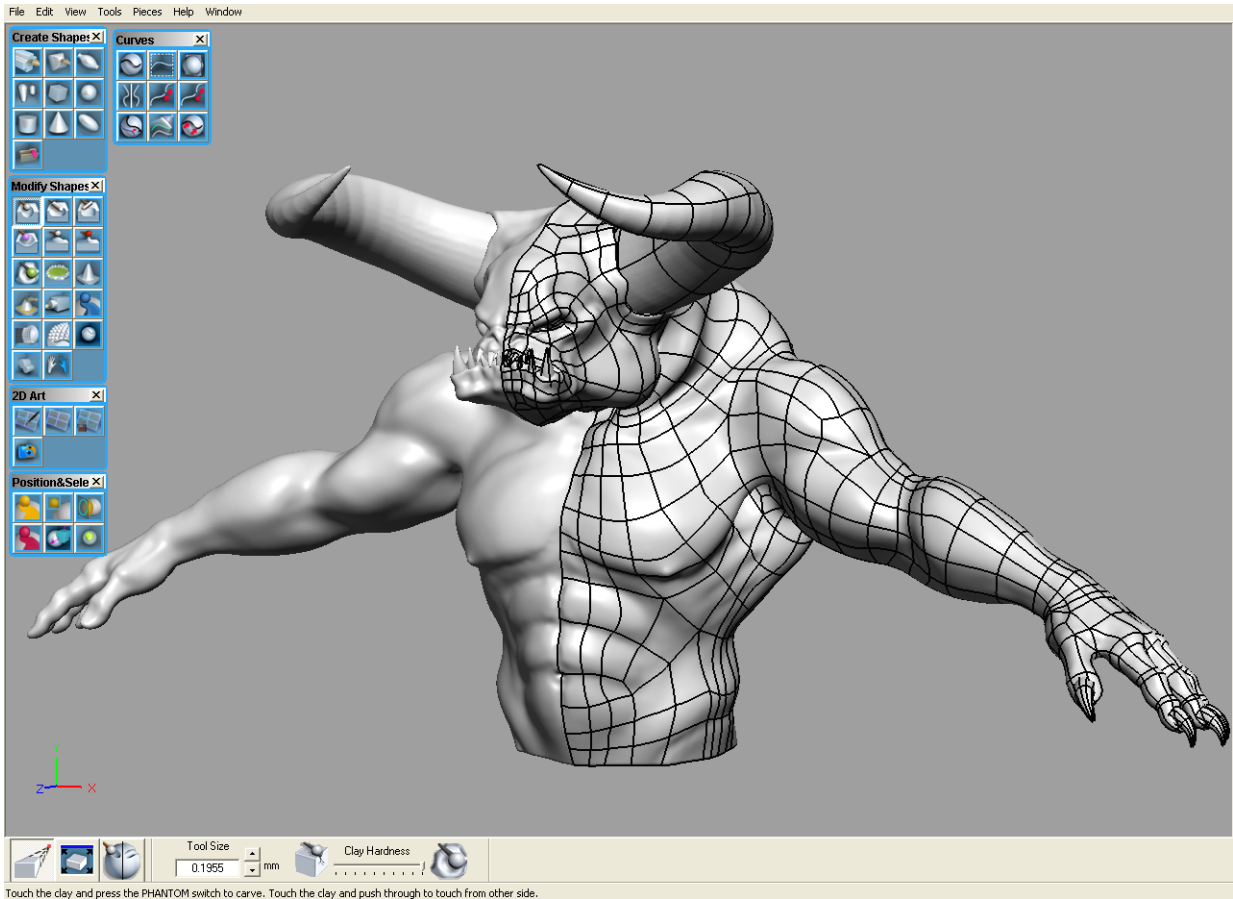 File Edit View Tools Pieces Help Window
Create Shapes
Curves
Modify Shapes
2D Art
Position&Sele
Y
Z X
Tool Size
0.1955 mm
Clay Hardness
Touch the clay and press the PHANTOM switch to carve. Touch the clay and push through to touch from other side.